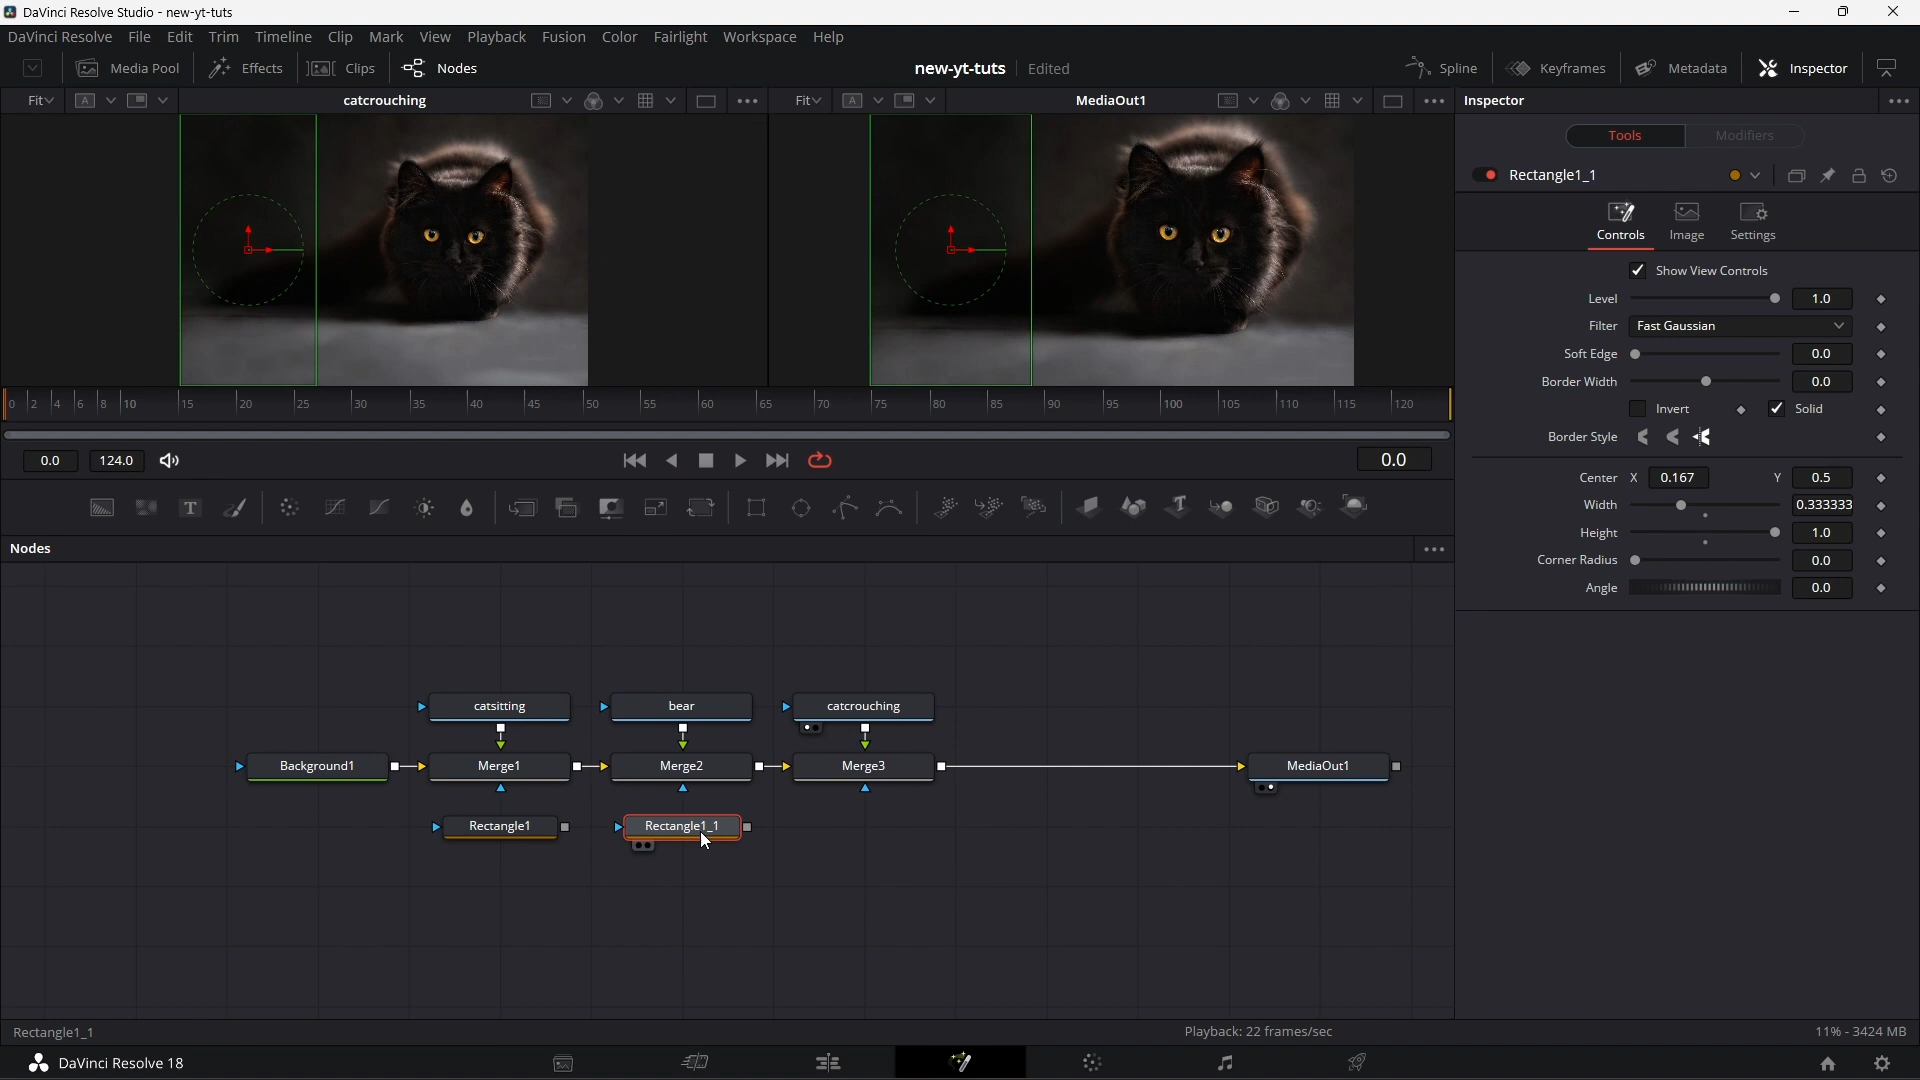 DaVinci Resolve Studio - new-yt-tuts
DaVinci Resolve File Edit Trim Timeline Clip Mark View Playback Fusion Color Fairlight Workspace Help
Media Pool Effects Clips Nodes new-yt-tuts Edited Spline Keyframes Metadata Inspector
Fit A catcrouching Fit A MediaOut1 Inspector
Tools Modifiers
Rectangle1_1
Controls Image Settings
Show View Controls
Level 1.0
Filter Fast Gaussian
Soft Edge 0.0
Border Width 0.0
Invert Solid
Border Style
Center X 0.167 Y 0.5
Width 0.333333
Height 1.0
Corner Radius 0.0
Angle 0.0
0 2 4 6 8 10 15 20 25 30 35 40 45 50 55 60 65 70 75 80 85 90 95 100 105 110 115 120
0.0 124.0 0.0
T T
Nodes
catsitting bear catcrouching
Background1 Merge1 Merge2 Merge3 MediaOut1
Rectangle1 Rectangle1_1
Rectangle1_1 Playback: 22 frames/sec 11% - 3424 MB
DaVinci Resolve 18